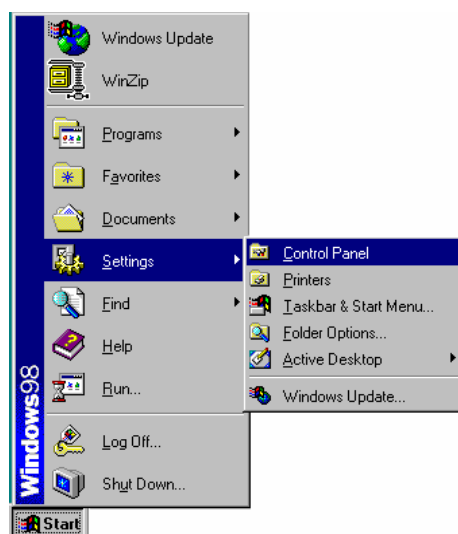 Windows Update
WinZip
Programs
Favorites
Documents
Settings
Find
Help
Run...
Log Off...
Shut Down...
Control Panel
Printers
Taskbar & Start Menu...
Folder Options...
Active Desktop
Windows Update...
Windows98
Start